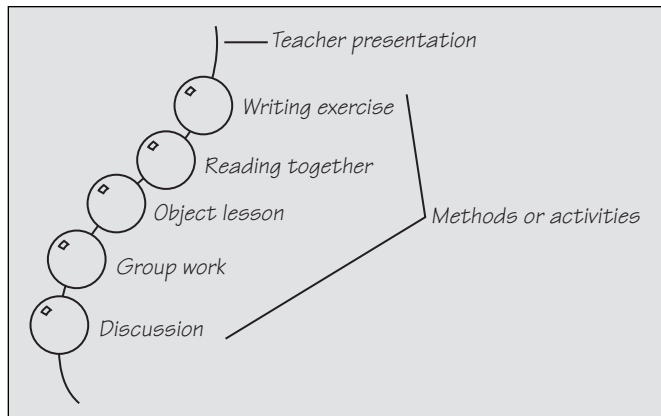 Teacher presentation
Writing exercise
Reading together
Object lesson
Methods or activities
Group work
Discussion